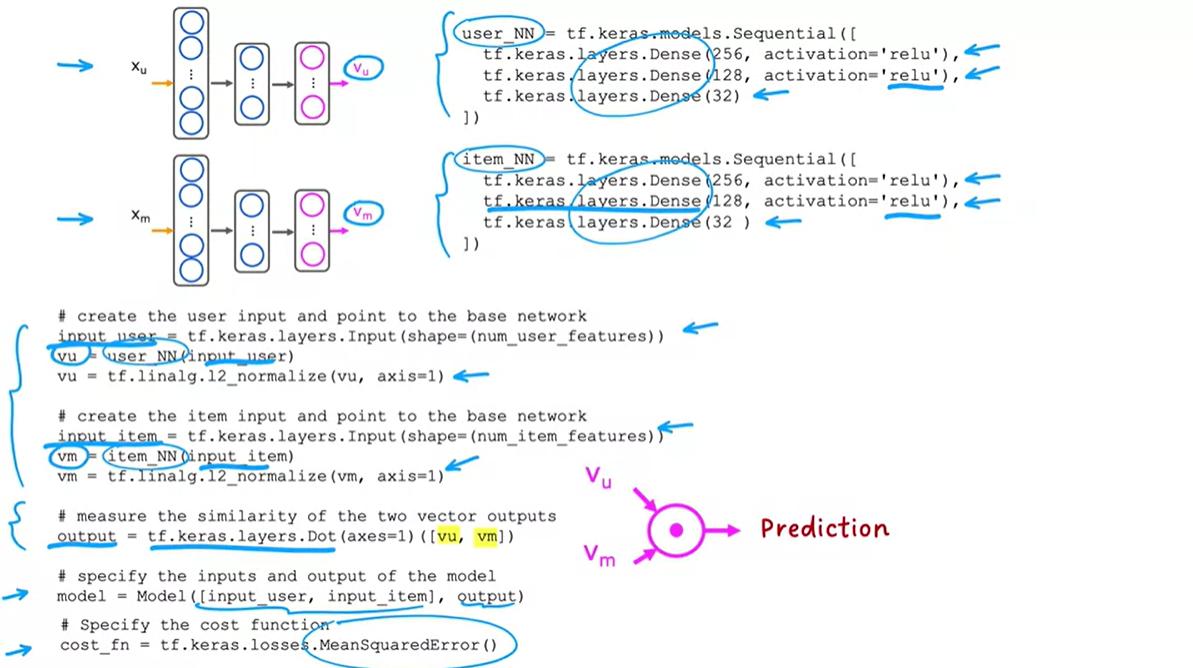 x_u
v_u
user_NN = tf.keras.models.Sequential([
tf.keras.layers.Dense(256, activation='relu'),
tf.keras.layers.Dense(128, activation='relu'),
tf.keras.layers.Dense(32)
])
x_m
v_m
item_NN = tf.keras.models.Sequential([
tf.keras.layers.Dense(256, activation='relu'),
tf.keras.layers.Dense(128, activation='relu'),
tf.keras.layers.Dense(32 )
])
# create the user input and point to the base network
input_user = tf.keras.layers.Input(shape=(num_user_features))
vu = user_NN(input_user)
vu = tf.linalg.l2_normalize(vu, axis=1)
# create the item input and point to the base network
input_item = tf.keras.layers.Input(shape=(num_item_features))
vm = item_NN(input_item)
vm = tf.linalg.l2_normalize(vm, axis=1)
# measure the similarity of the two vector outputs
output = tf.keras.layers.Dot(axes=1)([vu, vm])
# specify the inputs and output of the model
model = Model([input_user, input_item], output)
# Specify the cost function
cost_fn = tf.keras.losses.MeanSquaredError()
v_u
v_m
Prediction